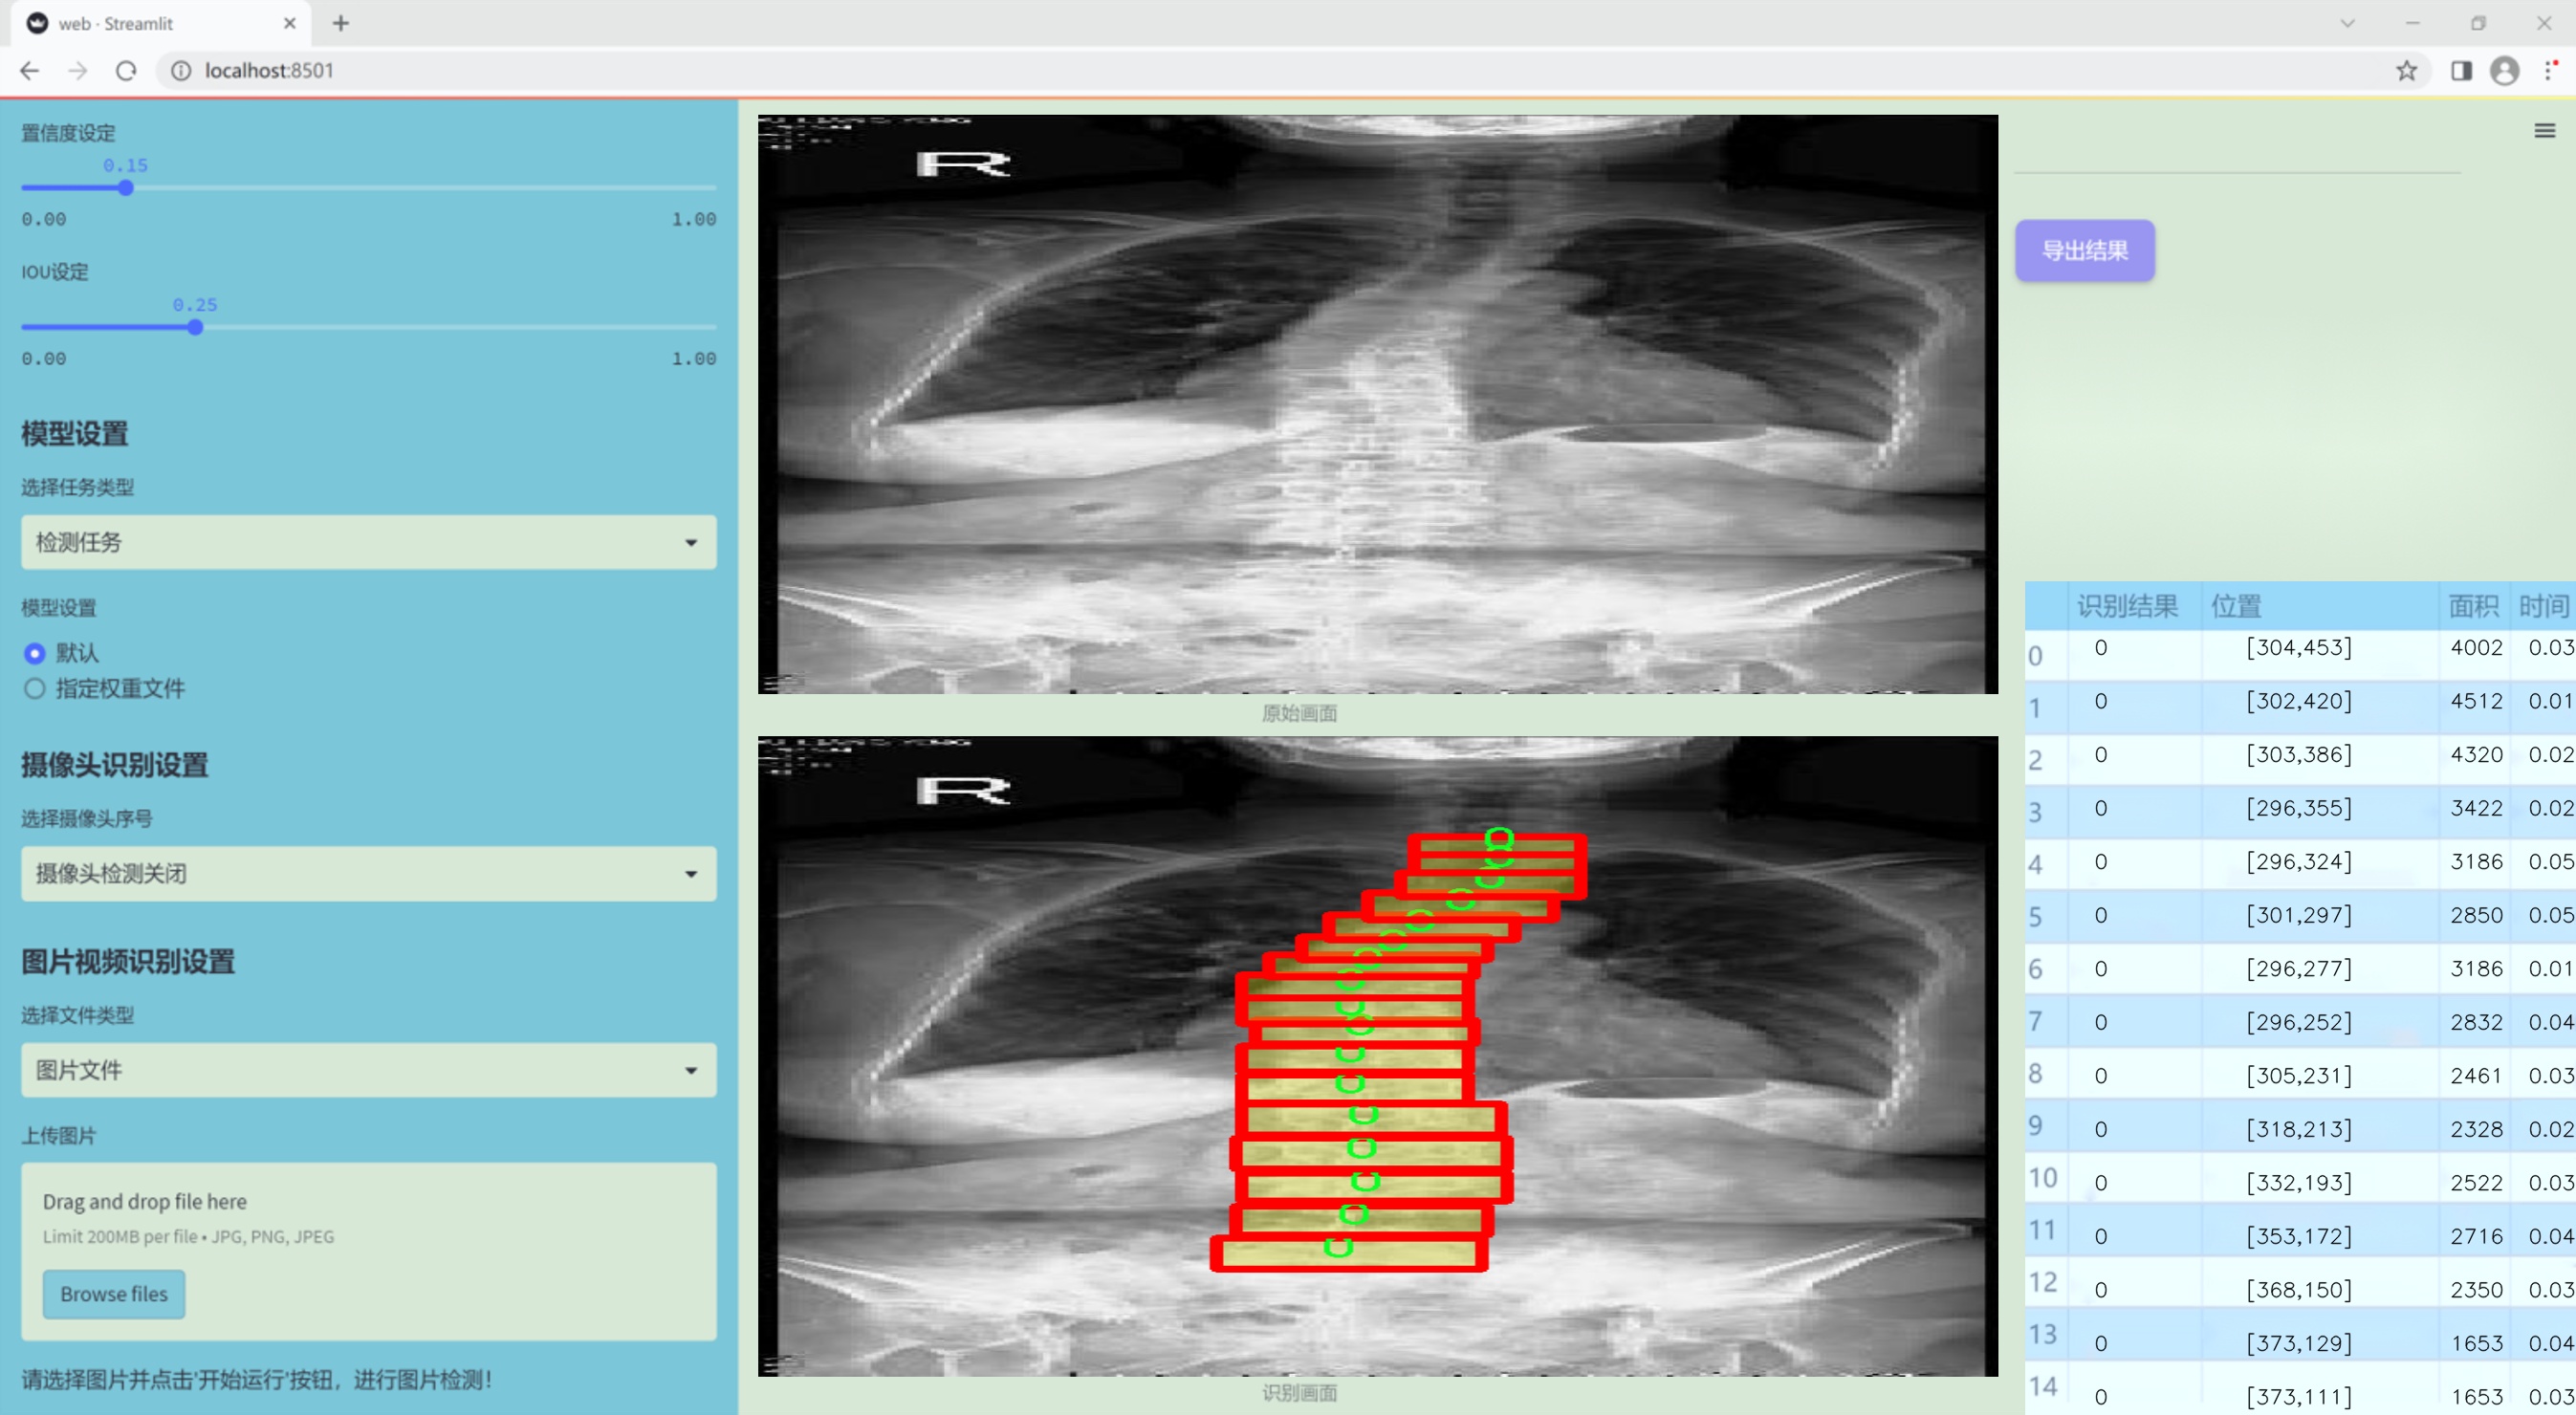 web · Streamlit
localhost:8501
置信度设定
0.15
0.00 1.00
IOU设定
0.25
0.00 1.00
模型设置
选择任务类型
检测任务
模型设置
默认
指定权重文件
摄像头识别设置
选择摄像头序号
摄像头检测关闭
图片视频识别设置
选择文件类型
图片文件
上传图片
Drag and drop file here
Limit 200MB per file • JPG, PNG, JPEG
Browse files
请选择图片并点击'开始运行'按钮，进行图片检测！
R
原始画面
R
识别画面
导出结果
识别结果 位置 面积 时间
0 0 [304,453] 4002 0.03
1 0 [302,420] 4512 0.01
2 0 [303,386] 4320 0.02
3 0 [296,355] 3422 0.02
4 0 [296,324] 3186 0.05
5 0 [301,297] 2850 0.05
6 0 [296,277] 3186 0.01
7 0 [296,252] 2832 0.04
8 0 [305,231] 2461 0.03
9 0 [318,213] 2328 0.02
10 0 [332,193] 2522 0.03
11 0 [353,172] 2716 0.04
12 0 [368,150] 2350 0.03
13 0 [373,129] 1653 0.04
14 0 [373,111] 1653 0.03